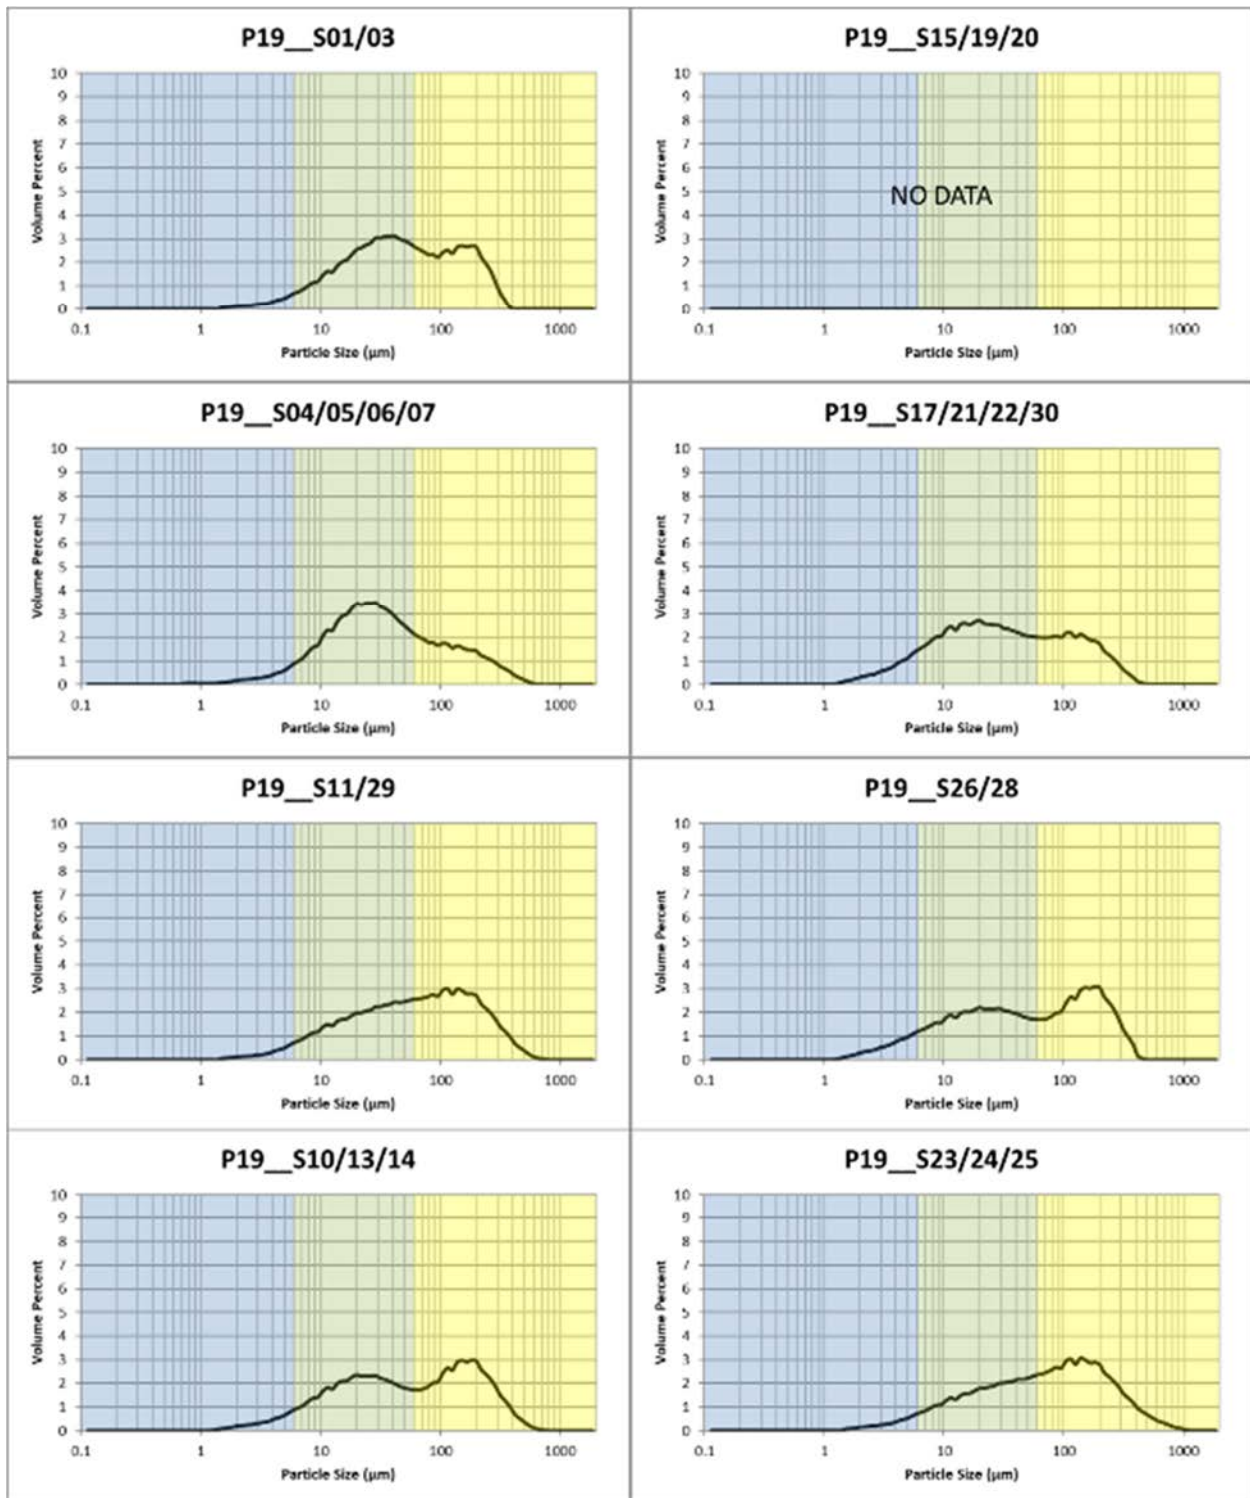 P19__S01/03
10
9
8
7
6
5
4
3
2
1
0
Volume Percent
0.1 1 10 100 1000
Particle Size (µm)
P19__S15/19/20
10
9
8
7
6
5
4
3
2
1
0
Volume Percent
NO DATA
0.1 1 10 100 1000
Particle Size (µm)
P19__S04/05/06/07
10
9
8
7
6
5
4
3
2
1
0
Volume Percent
0.1 1 10 100 1000
Particle Size (µm)
P19__S17/21/22/30
10
9
8
7
6
5
4
3
2
1
0
Volume Percent
0.1 1 10 100 1000
Particle Size (µm)
P19__S11/29
10
9
8
7
6
5
4
3
2
1
0
Volume Percent
0.1 1 10 100 1000
Particle Size (µm)
P19__S26/28
10
9
8
7
6
5
4
3
2
1
0
Volume Percent
0.1 1 10 100 1000
Particle Size (µm)
P19__S10/13/14
10
9
8
7
6
5
4
3
2
1
0
Volume Percent
0.1 1 10 100 1000
Particle Size (µm)
P19__S23/24/25
10
9
8
7
6
5
4
3
2
1
0
Volume Percent
0.1 1 10 100 1000
Particle Size (µm)